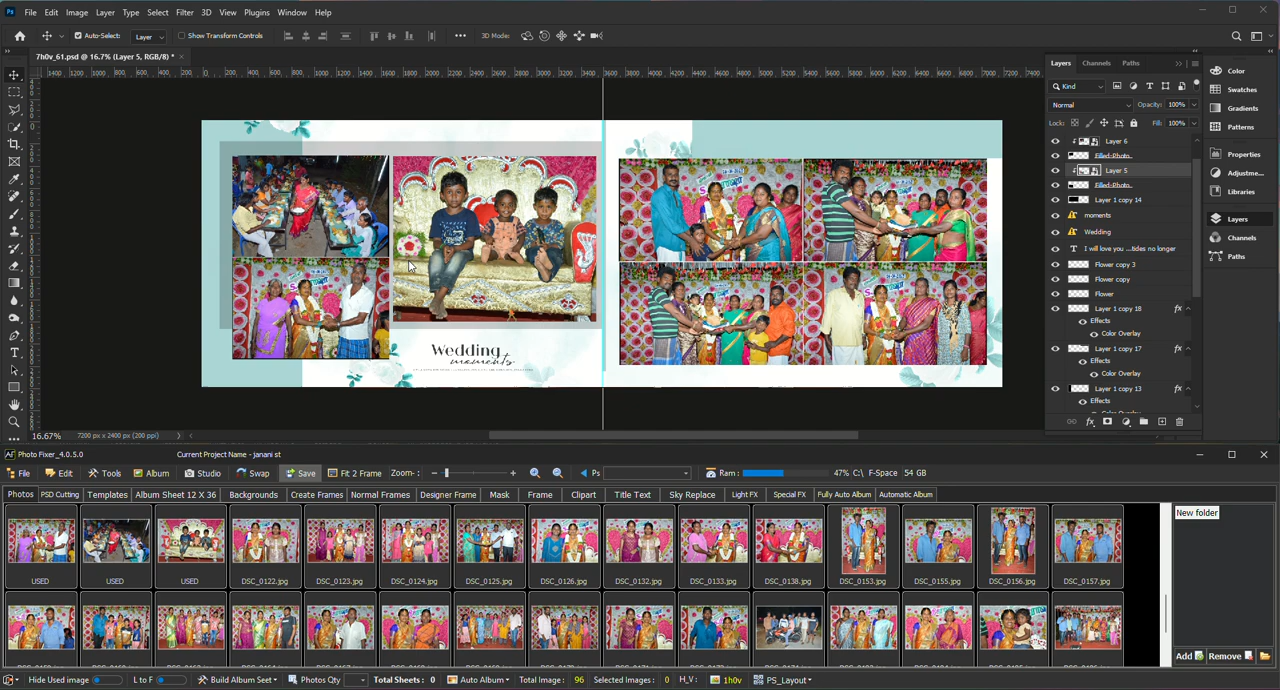 Ps File Edit Image Layer Type Select Filter 3D View Plugins Window Help
Auto-Select: Layer Show Transform Controls 3D Mode:
7h0v_61.psd @ 16.7% (Layer 5, RGB/8) *
Layers Channels Paths
Kind
Normal Opacity: 100%
Lock: Fill: 100%
Layer 6
Filled-Photo
Layer 5
Filled-Photo
Layer 1 copy 14
moments
Wedding
I will love you ...tides no longer
Flower copy 3
Flower copy
Flower
Layer 1 copy 18 fx
Effects
Color Overlay
Layer 1 copy 17 fx
Effects
Color Overlay
Layer 1 copy 13 fx
Effects
Color Overlay
Color
Swatches
Gradients
Patterns
Properties
Adjustme...
Libraries
Layers
Channels
Paths
Wedding
moments
16.67% 7200 px x 2400 px (200 ppi)
Photo Fixer_4.0.5.0 Current Project Name - janani st
File Edit Tools Album Studio Swap Save Fit 2 Frame Zoom- : Ps Ram : 47% C:\ F-Space 54 GB
Photos PSD Cutting Templates Album Sheet 12 X 36 Backgrounds Create Frames Normal Frames Designer Frame Mask Frame Clipart Title Text Sky Replace Light FX Special FX Fully Auto Album Automatic Album
New folder
USED USED USED DSC_0122.jpg DSC_0123.jpg DSC_0124.jpg DSC_0125.jpg DSC_0126.jpg DSC_0132.jpg DSC_0133.jpg DSC_0138.jpg DSC_0153.jpg DSC_0155.jpg DSC_0156.jpg DSC_0157.jpg
Add Remove
Hide Used image L to F Build Album Seet Photos Qty Total Sheets : 0 Auto Album Total Image : 96 Selected Images : 0 H_V : 1h0v PS_Layout